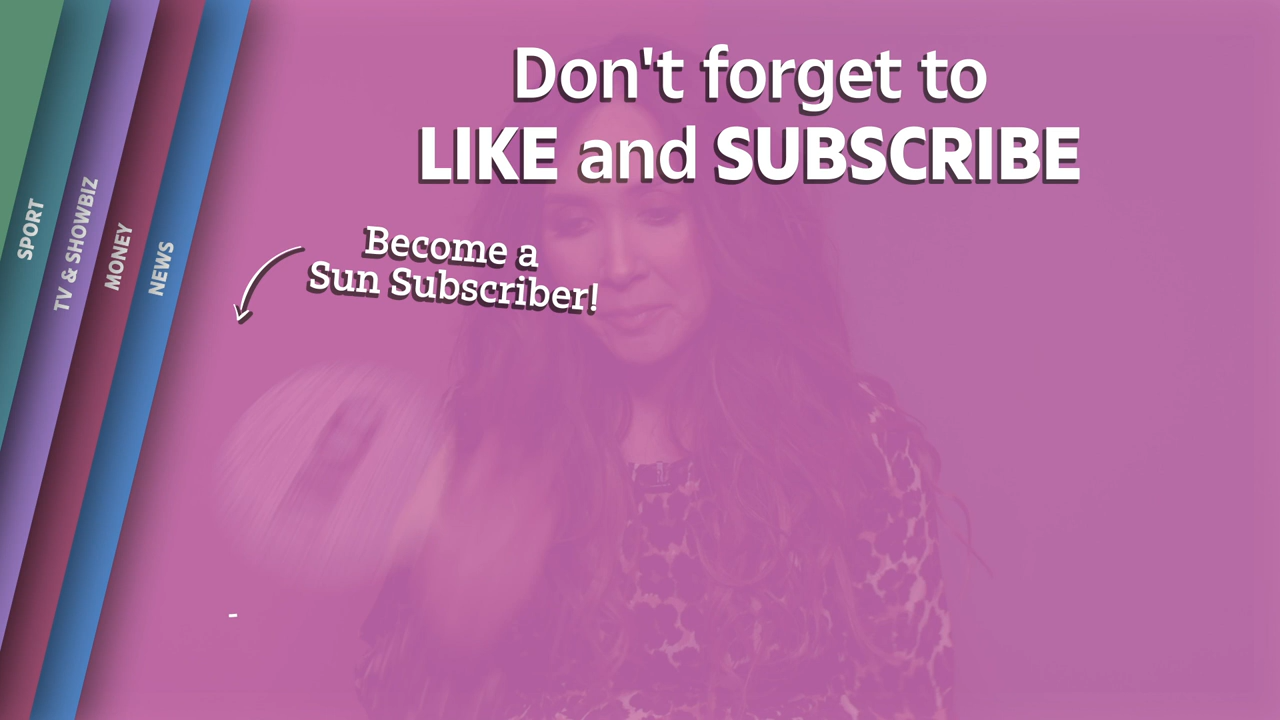 Don't forget to
LIKE and SUBSCRIBE
Become a
Sun Subscriber!
SPORT
TV & SHOWBIZ
MONEY
NEWS